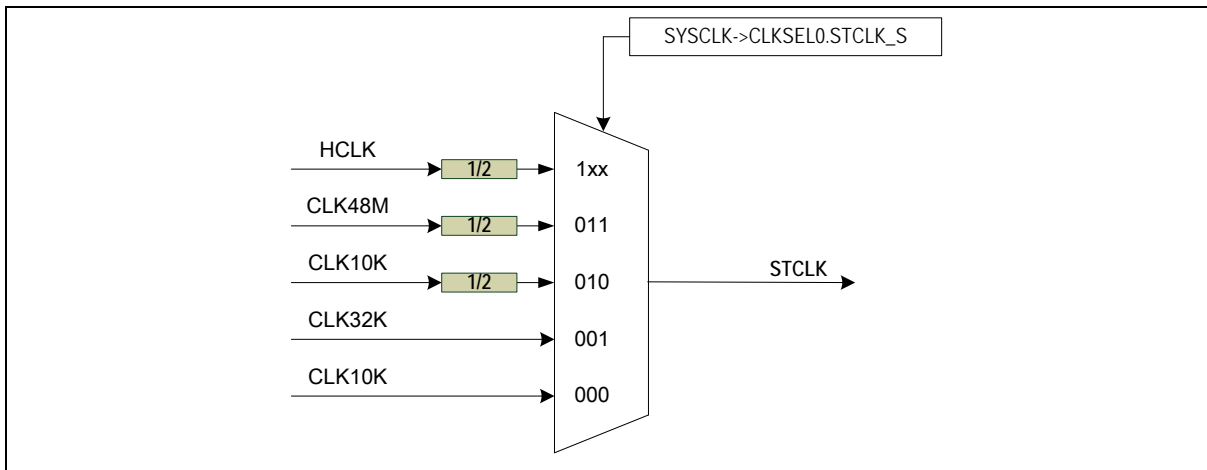 SYSCLK->CLKSEL0.STCLK_S
HCLK
1/2
1xx
CLK48M
1/2
011
CLK10K
1/2
010
STCLK
CLK32K
001
CLK10K
000